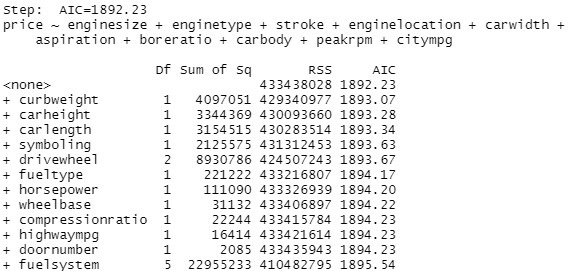 Step:  AIC=1892.23
price ~ enginesize + enginetype + stroke + enginelocation + carwidth +
    aspiration + boreratio + carbody + peakrpm + citympg

                   Df Sum of Sq       RSS     AIC
<none>                          433438028 1892.23
+ curbweight        1   4097051 429340977 1893.07
+ carheight         1   3344369 430093660 1893.28
+ carlength         1   3154515 430283514 1893.34
+ symboling         1   2125575 431312453 1893.63
+ drivewheel        2   8930786 424507243 1893.67
+ fueltype          1    221222 433216807 1894.17
+ horsepower        1    111090 433326939 1894.20
+ wheelbase         1     31132 433406897 1894.22
+ compressionratio  1     22244 433415784 1894.23
+ highwaympg        1     16414 433421614 1894.23
+ doornumber        1      2085 433435943 1894.23
+ fuelsystem        5  22955233 410482795 1895.54